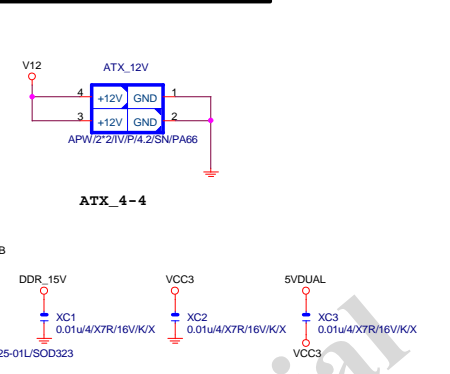 V12
ATX_12V
4 +12V GND 1
3 +12V GND 2
APW/2*2/IV/P/4.2/SN/PA66
ATX_4-4
B
DDR_15V VCC3 5VDUAL
XC1 XC2 XC3
0.01u/4/X7R/16V/K/X 0.01u/4/X7R/16V/K/X 0.01u/4/X7R/16V/K/X
25-01L/SOD323 VCC3
ial